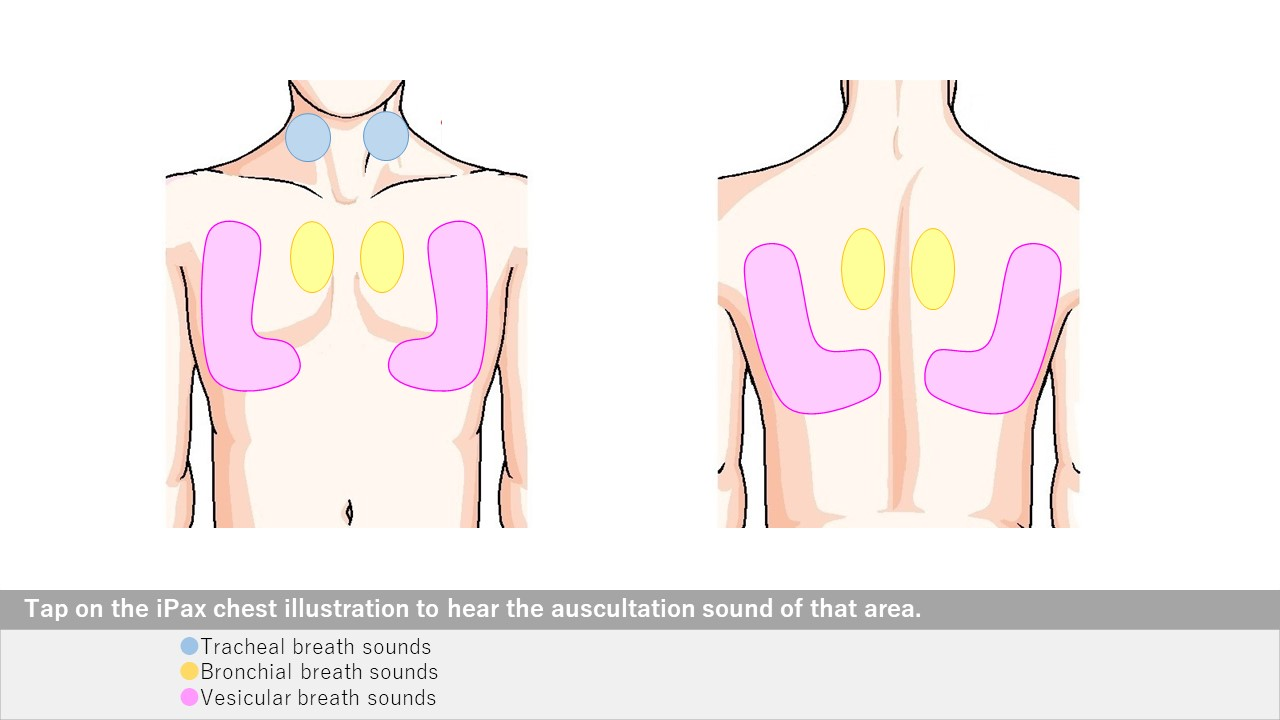 Tap on the iPax chest illustration to hear the auscultation sound of that area.
Tracheal breath sounds
Bronchial breath sounds
Vesicular breath sounds